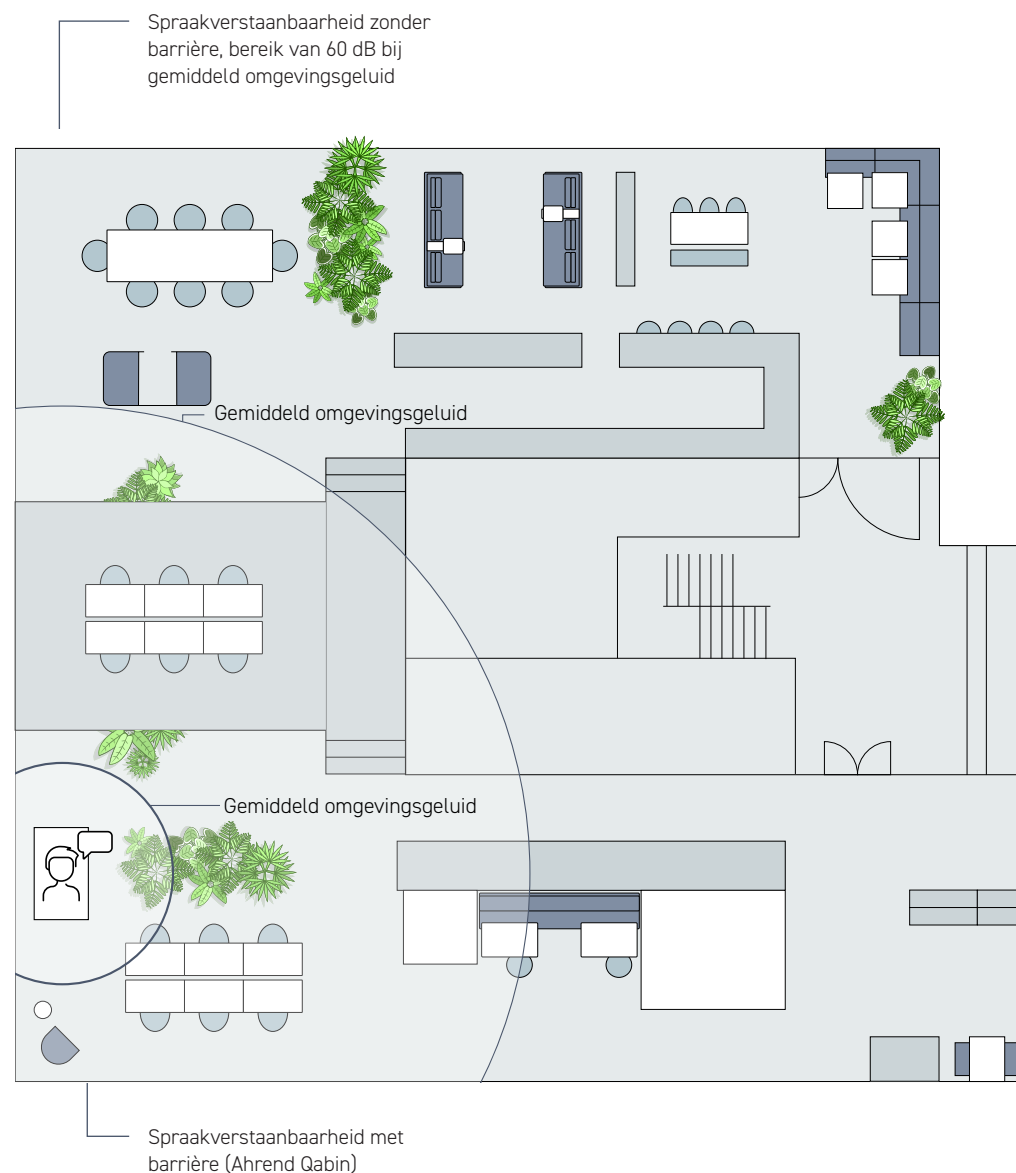 Spraakverstaanbaarheid zonder
barrière, bereik van 60 dB bij
gemiddeld omgevingsgeluid
Gemiddeld omgevingsgeluid
Gemiddeld omgevingsgeluid
Spraakverstaanbaarheid met
barrière (Ahrend Qabin)